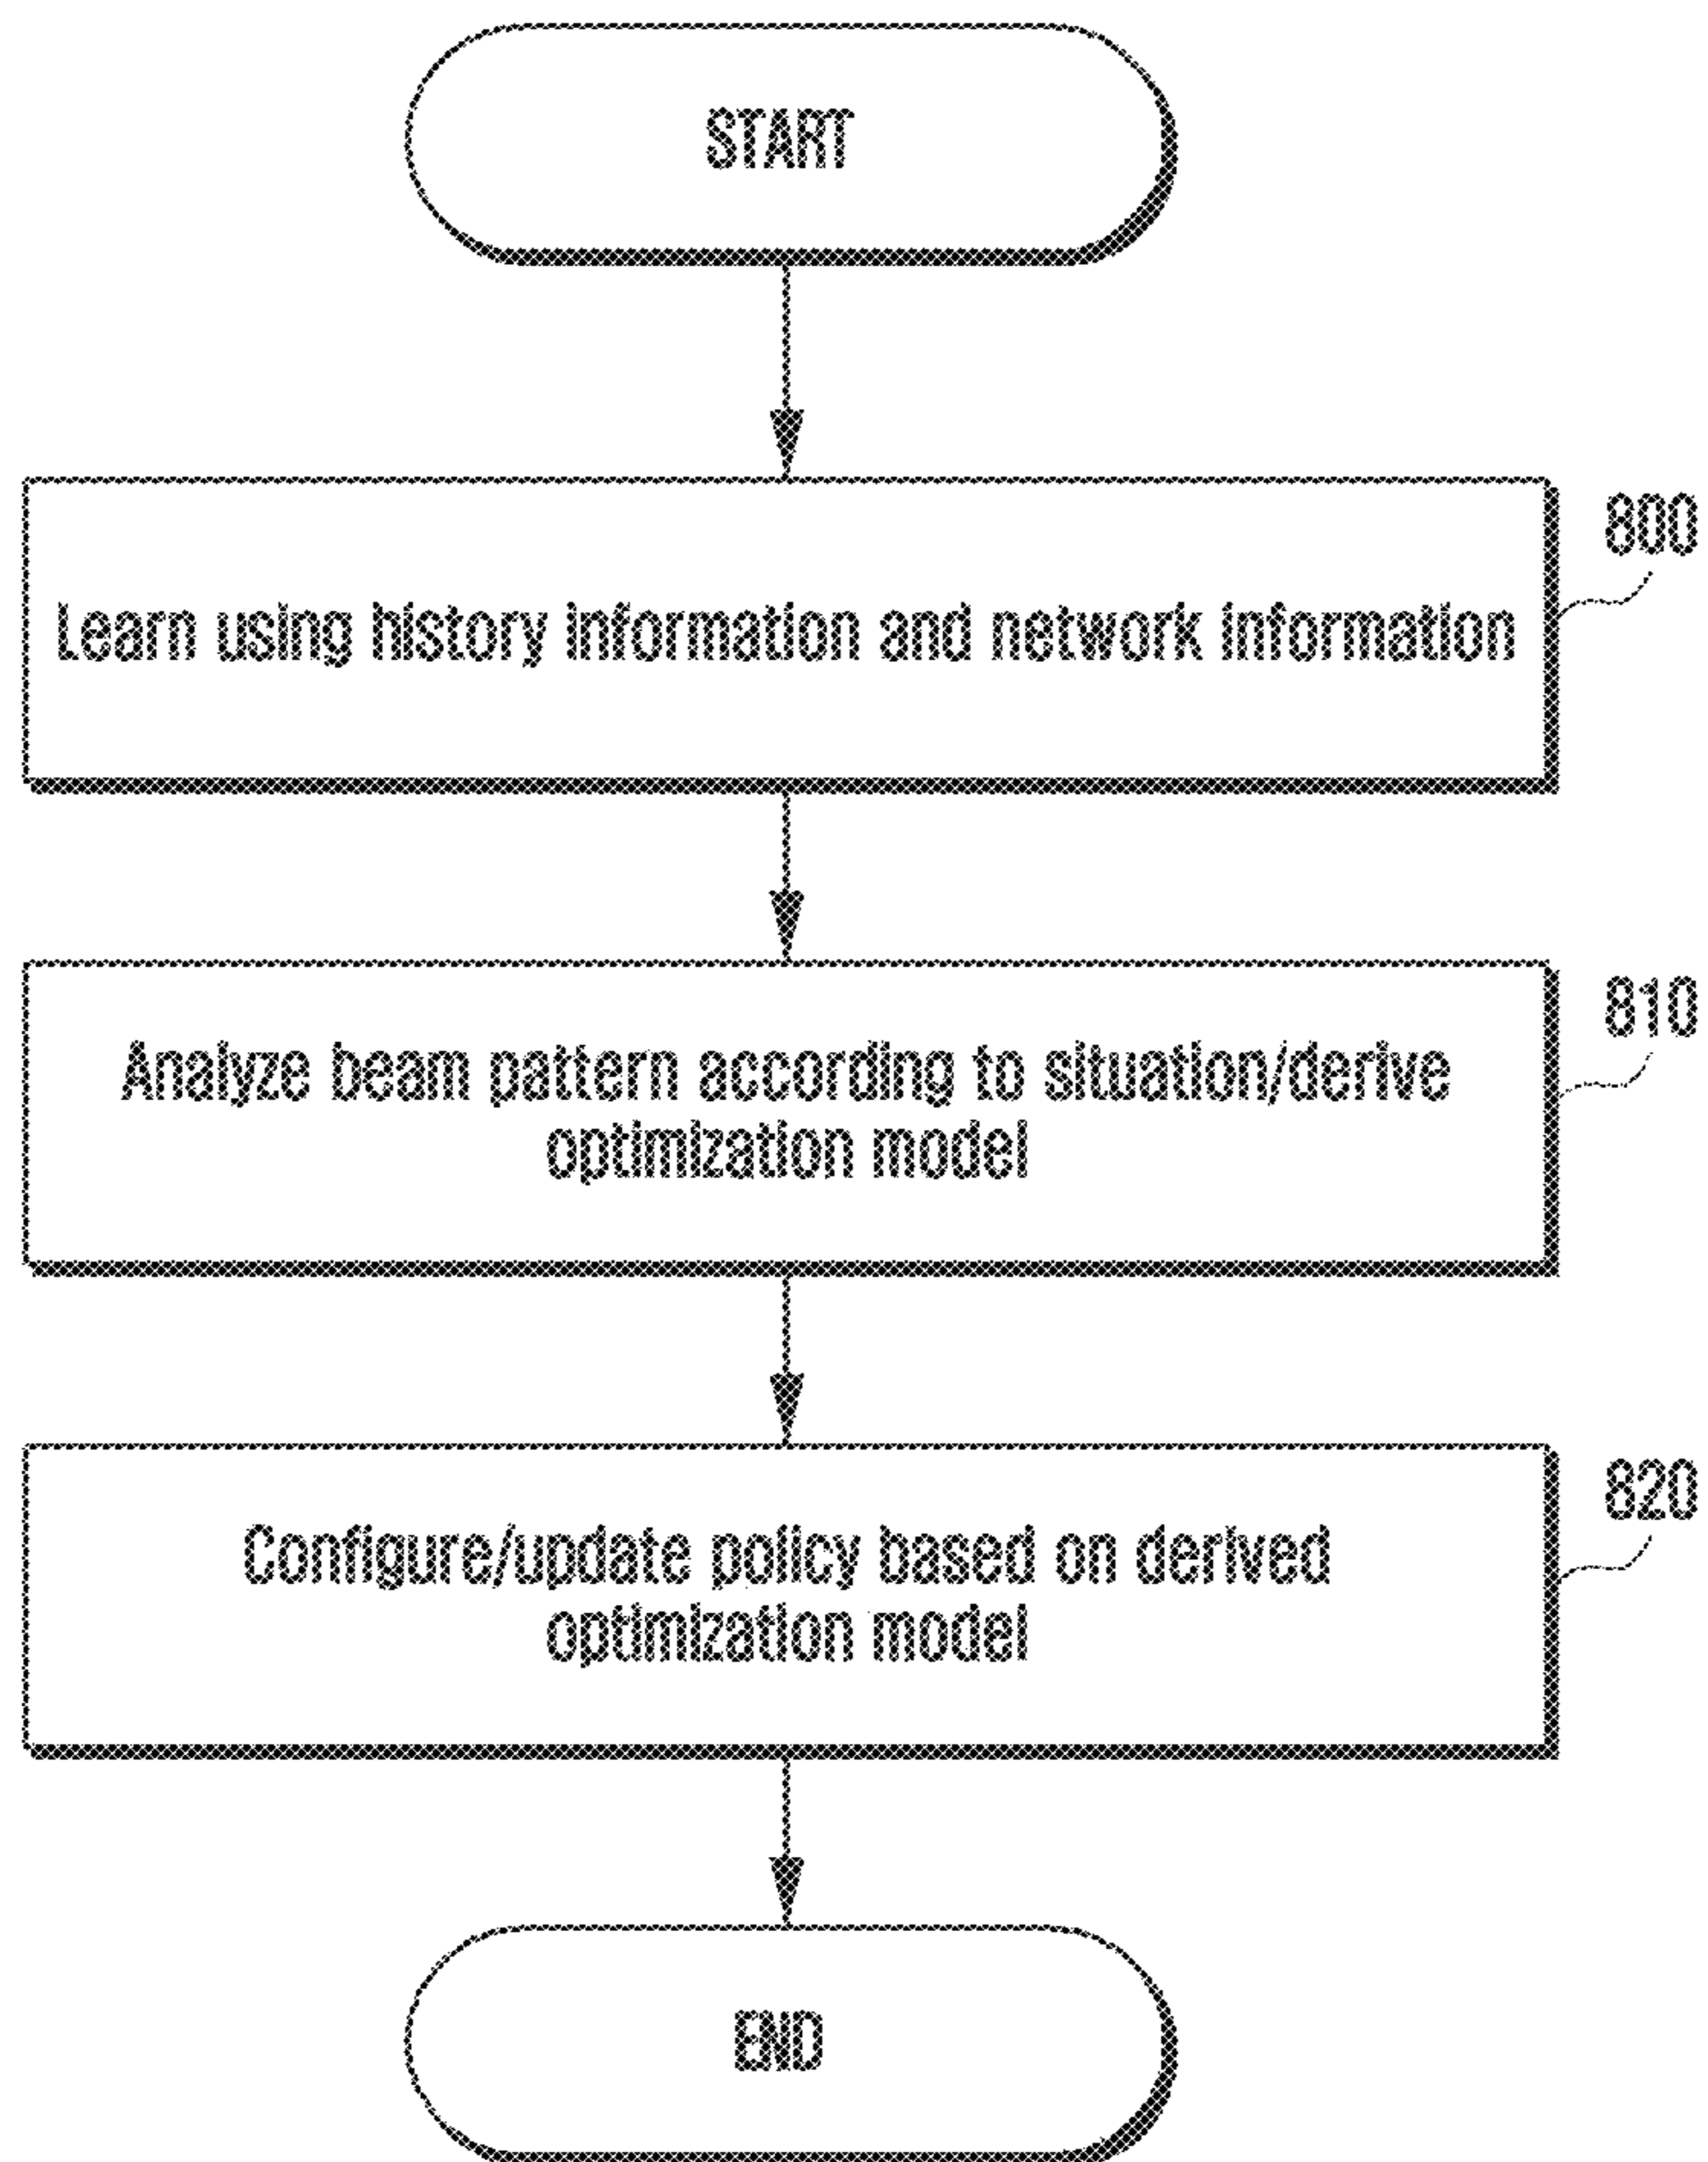 START
800
Learn using history information and network information
810
Analyze beam pattern according to situation/derive
optimization model
820
Configure/update policy based on derived
optimization model
END